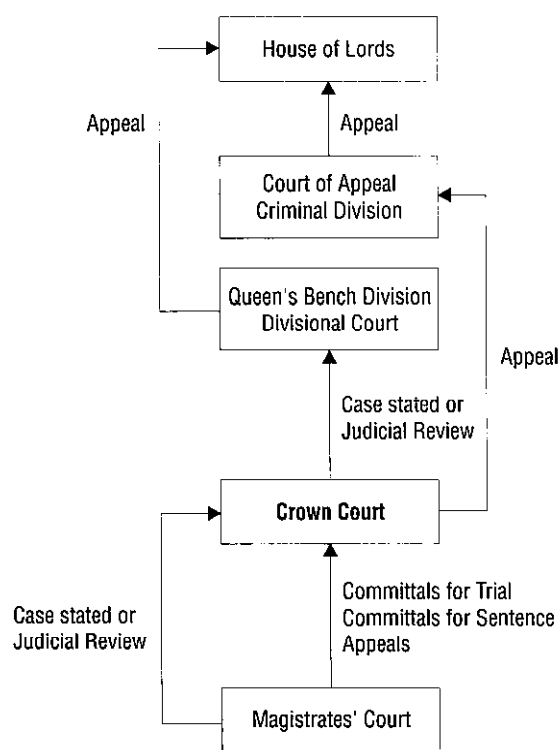 House of Lords
Appeal
Appeal
Court of Appeal
Criminal Division
Queen's Bench Division
Divisional Court
Appeal
Case stated or
Judicial Review
Crown Court
Case stated or
Judicial Review
Committals for Trial
Committals for Sentence
Appeals
Magistrates' Court